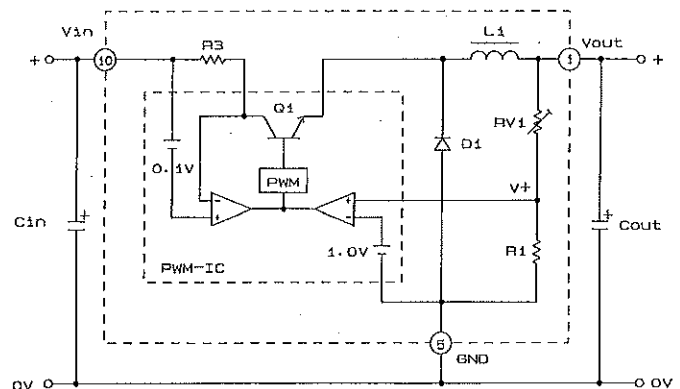 Vin
R3
L1
Vout
+
10
1
+
Q1
RV1
0.1V
D1
PWM
V+
-
+
+
-
Cin
+
+
Cout
1.0V
R1
PWM-IC
5
GND
0V
0V